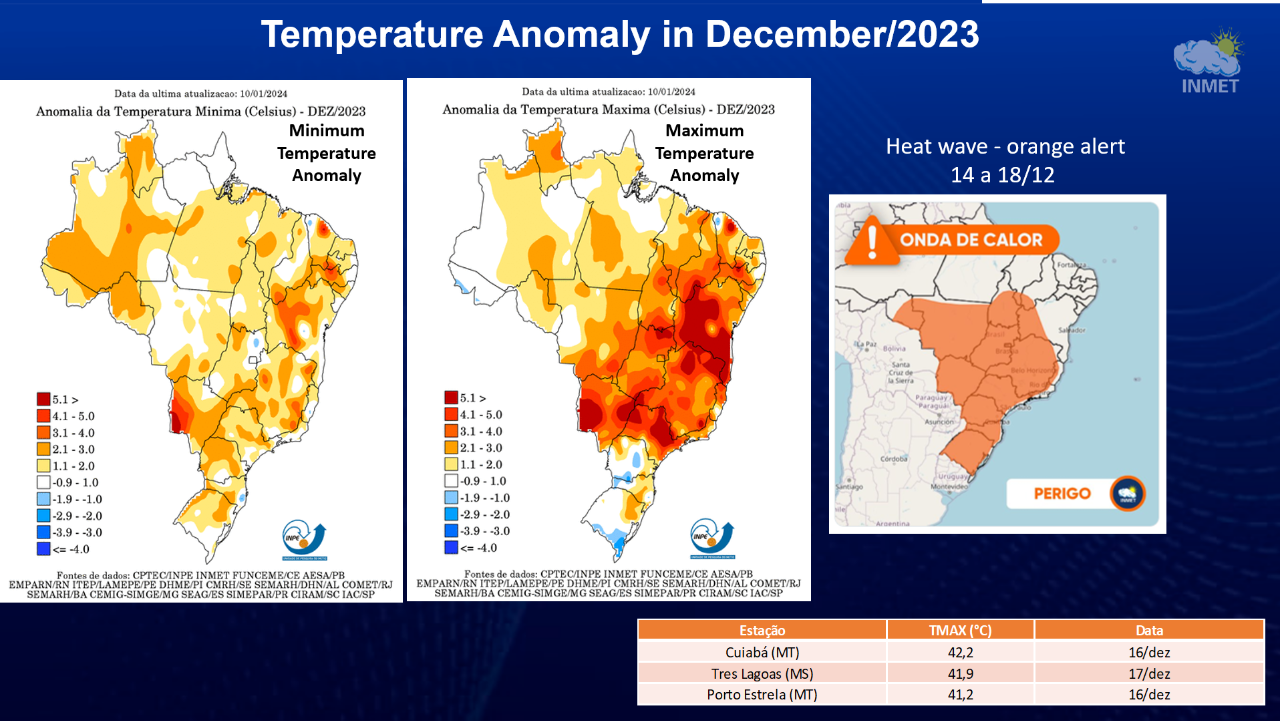 Temperature Anomaly in December/2023
INMET
Data da ultima atualizacao: 10/01/2024
Anomalia da Temperatura Minima (Celsius) - DEZ/2023
Minimum
Temperature
Anomaly
5.1 >
4.1 - 5.0
3.1 - 4.0
2.1 - 3.0
1.1 - 2.0
-0.9 - 1.0
-1.9 - -1.0
-2.9 - -2.0
-3.9 - -3.0
<= -4.0
INPE
Fontes de dados: CPTEC/INPE INMET FUNCEME/CE AESA/PB
EMPARN/RN ITEP/LAMEPE/PE DHME/PI CMRH/SE SEMARH/DHN/AL COMET/RJ
SEMARH/BA CEMIG-SIMGE/MG SEAG/ES SIMEPAR/PR CIRAM/SC IAC/SP
Data da ultima atualizacao: 10/01/2024
Anomalia da Temperatura Maxima (Celsius) - DEZ/2023
Maximum
Temperature
Anomaly
5.1 >
4.1 - 5.0
3.1 - 4.0
2.1 - 3.0
1.1 - 2.0
-0.9 - 1.0
-1.9 - -1.0
-2.9 - -2.0
-3.9 - -3.0
<= -4.0
INPE
Fontes de dados: CPTEC/INPE INMET FUNCEME/CE AESA/PB
EMPARN/RN ITEP/LAMEPE/PE DHME/PI CMRH/SE SEMARH/DHN/AL COMET/RJ
SEMARH/BA CEMIG-SIMGE/MG SEAG/ES SIMEPAR/PR CIRAM/SC IAC/SP
Heat wave - orange alert
14 a 18/12
ONDA DE CALOR
Fortaleza
Salvador
Brasil
La Paz
Bolivia
Santa
Cruz de
la Sierra
Belo Horizonte
Paraguay
Paraguái
Asunción
Córdoba
Uruguay
Santiago
Montevideo
Argentina
PERIGO
INMET
Estação TMAX (°C) Data
Cuiabá (MT) 42,2 16/dez
Tres Lagoas (MS) 41,9 17/dez
Porto Estrela (MT) 41,2 16/dez